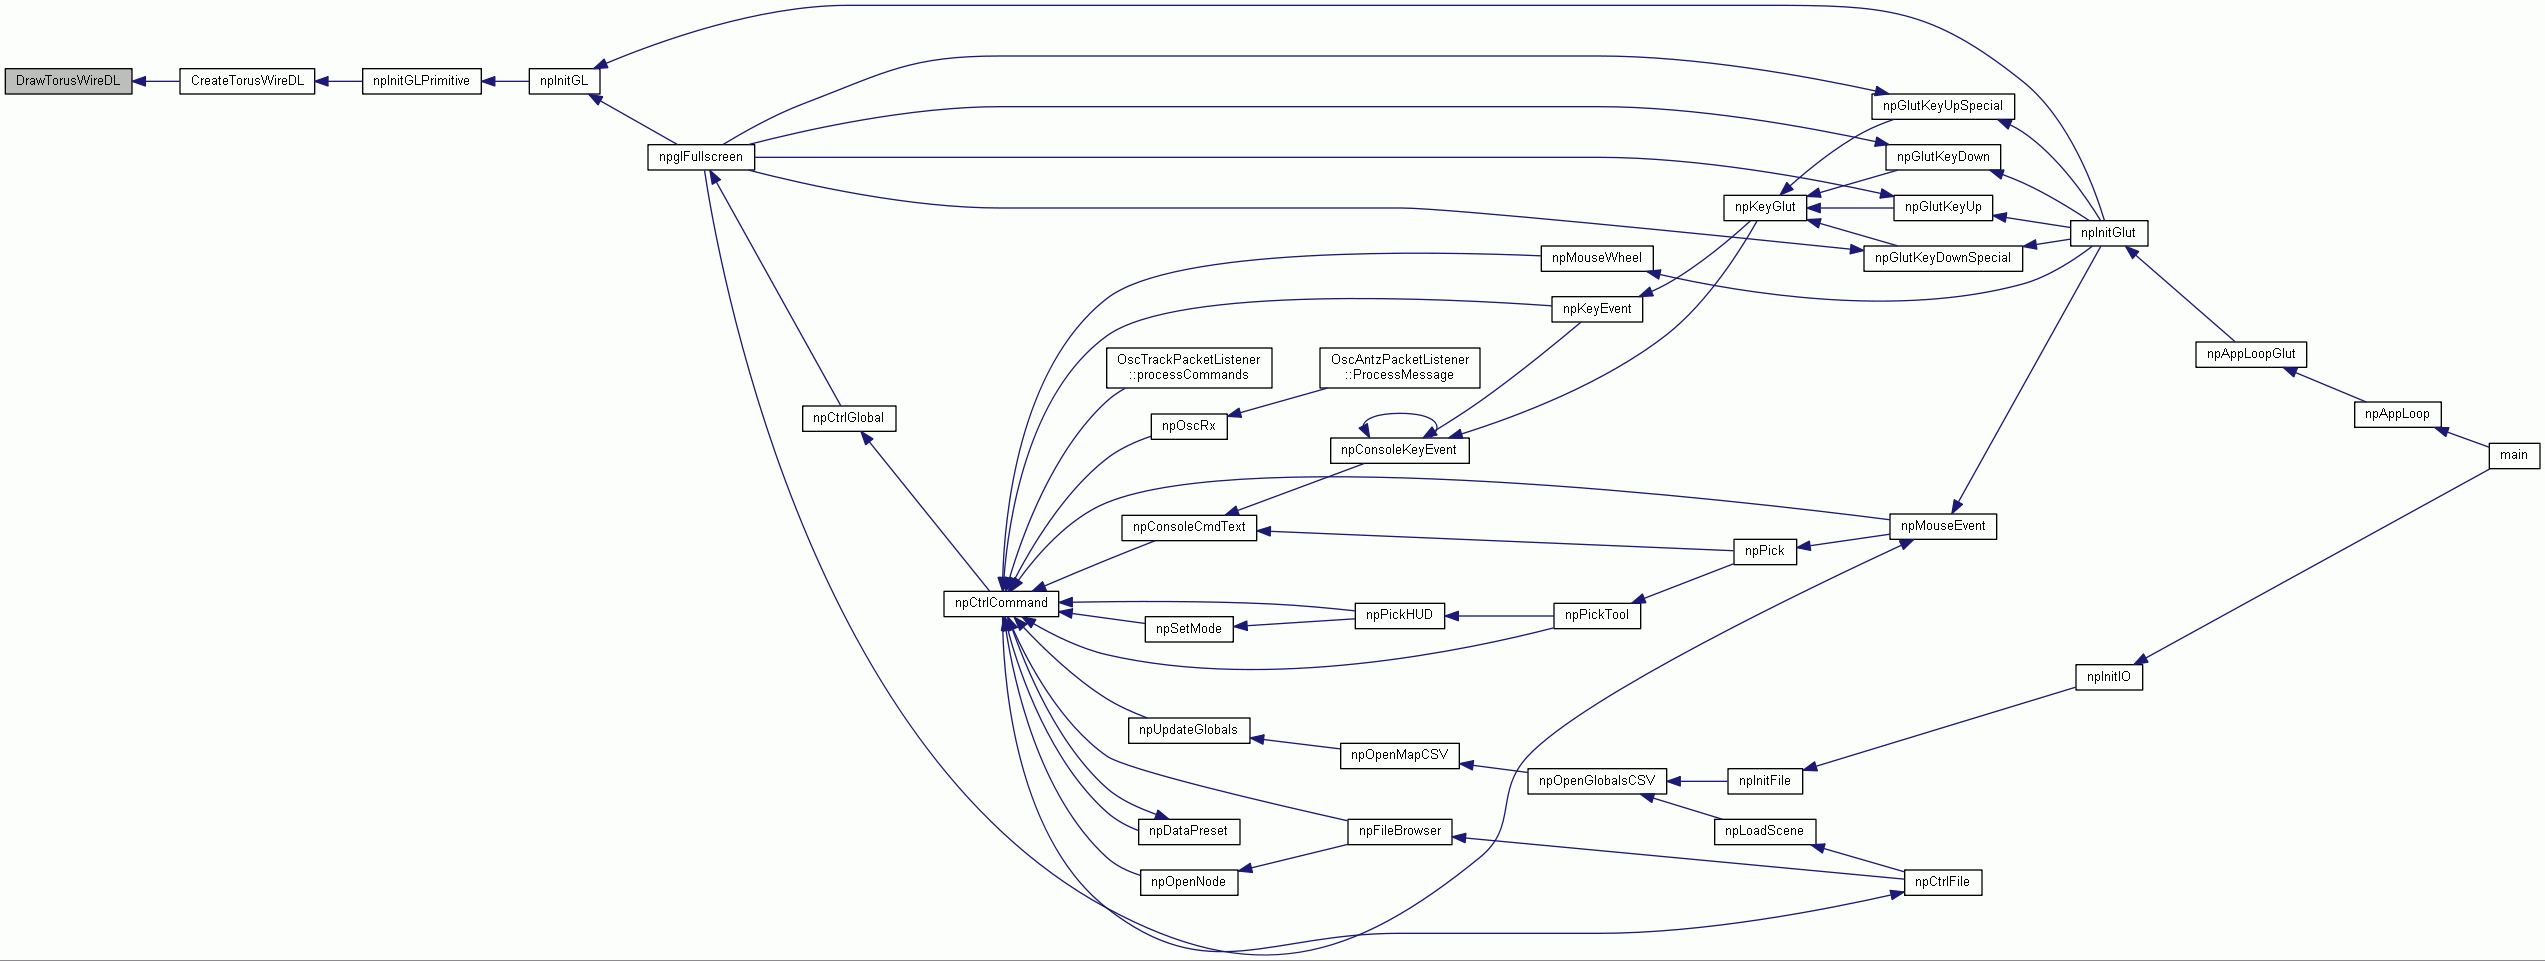 DrawTorusWireDL
CreateTorusWireDL
npInitGLPrimitive
npInitGL
npglFullscreen
npGlutKeyUpSpecial
npGlutKeyDown
npKeyGlut
npGlutKeyUp
npInitGlut
npMouseWheel
npGlutKeyDownSpecial
npKeyEvent
OscTrackPacketListener
::processCommands
OscAntzPacketListener
::ProcessMessage
npAppLoopGlut
npCtrlGlobal
npOscRx
npAppLoop
npConsoleKeyEvent
main
npConsoleCmdText
npMouseEvent
npPick
npCtrlCommand
npPickHUD
npPickTool
npSetMode
npInitIO
npUpdateGlobals
npOpenMapCSV
npOpenGlobalsCSV
npInitFile
npDataPreset
npFileBrowser
npLoadScene
npOpenNode
npCtrlFile